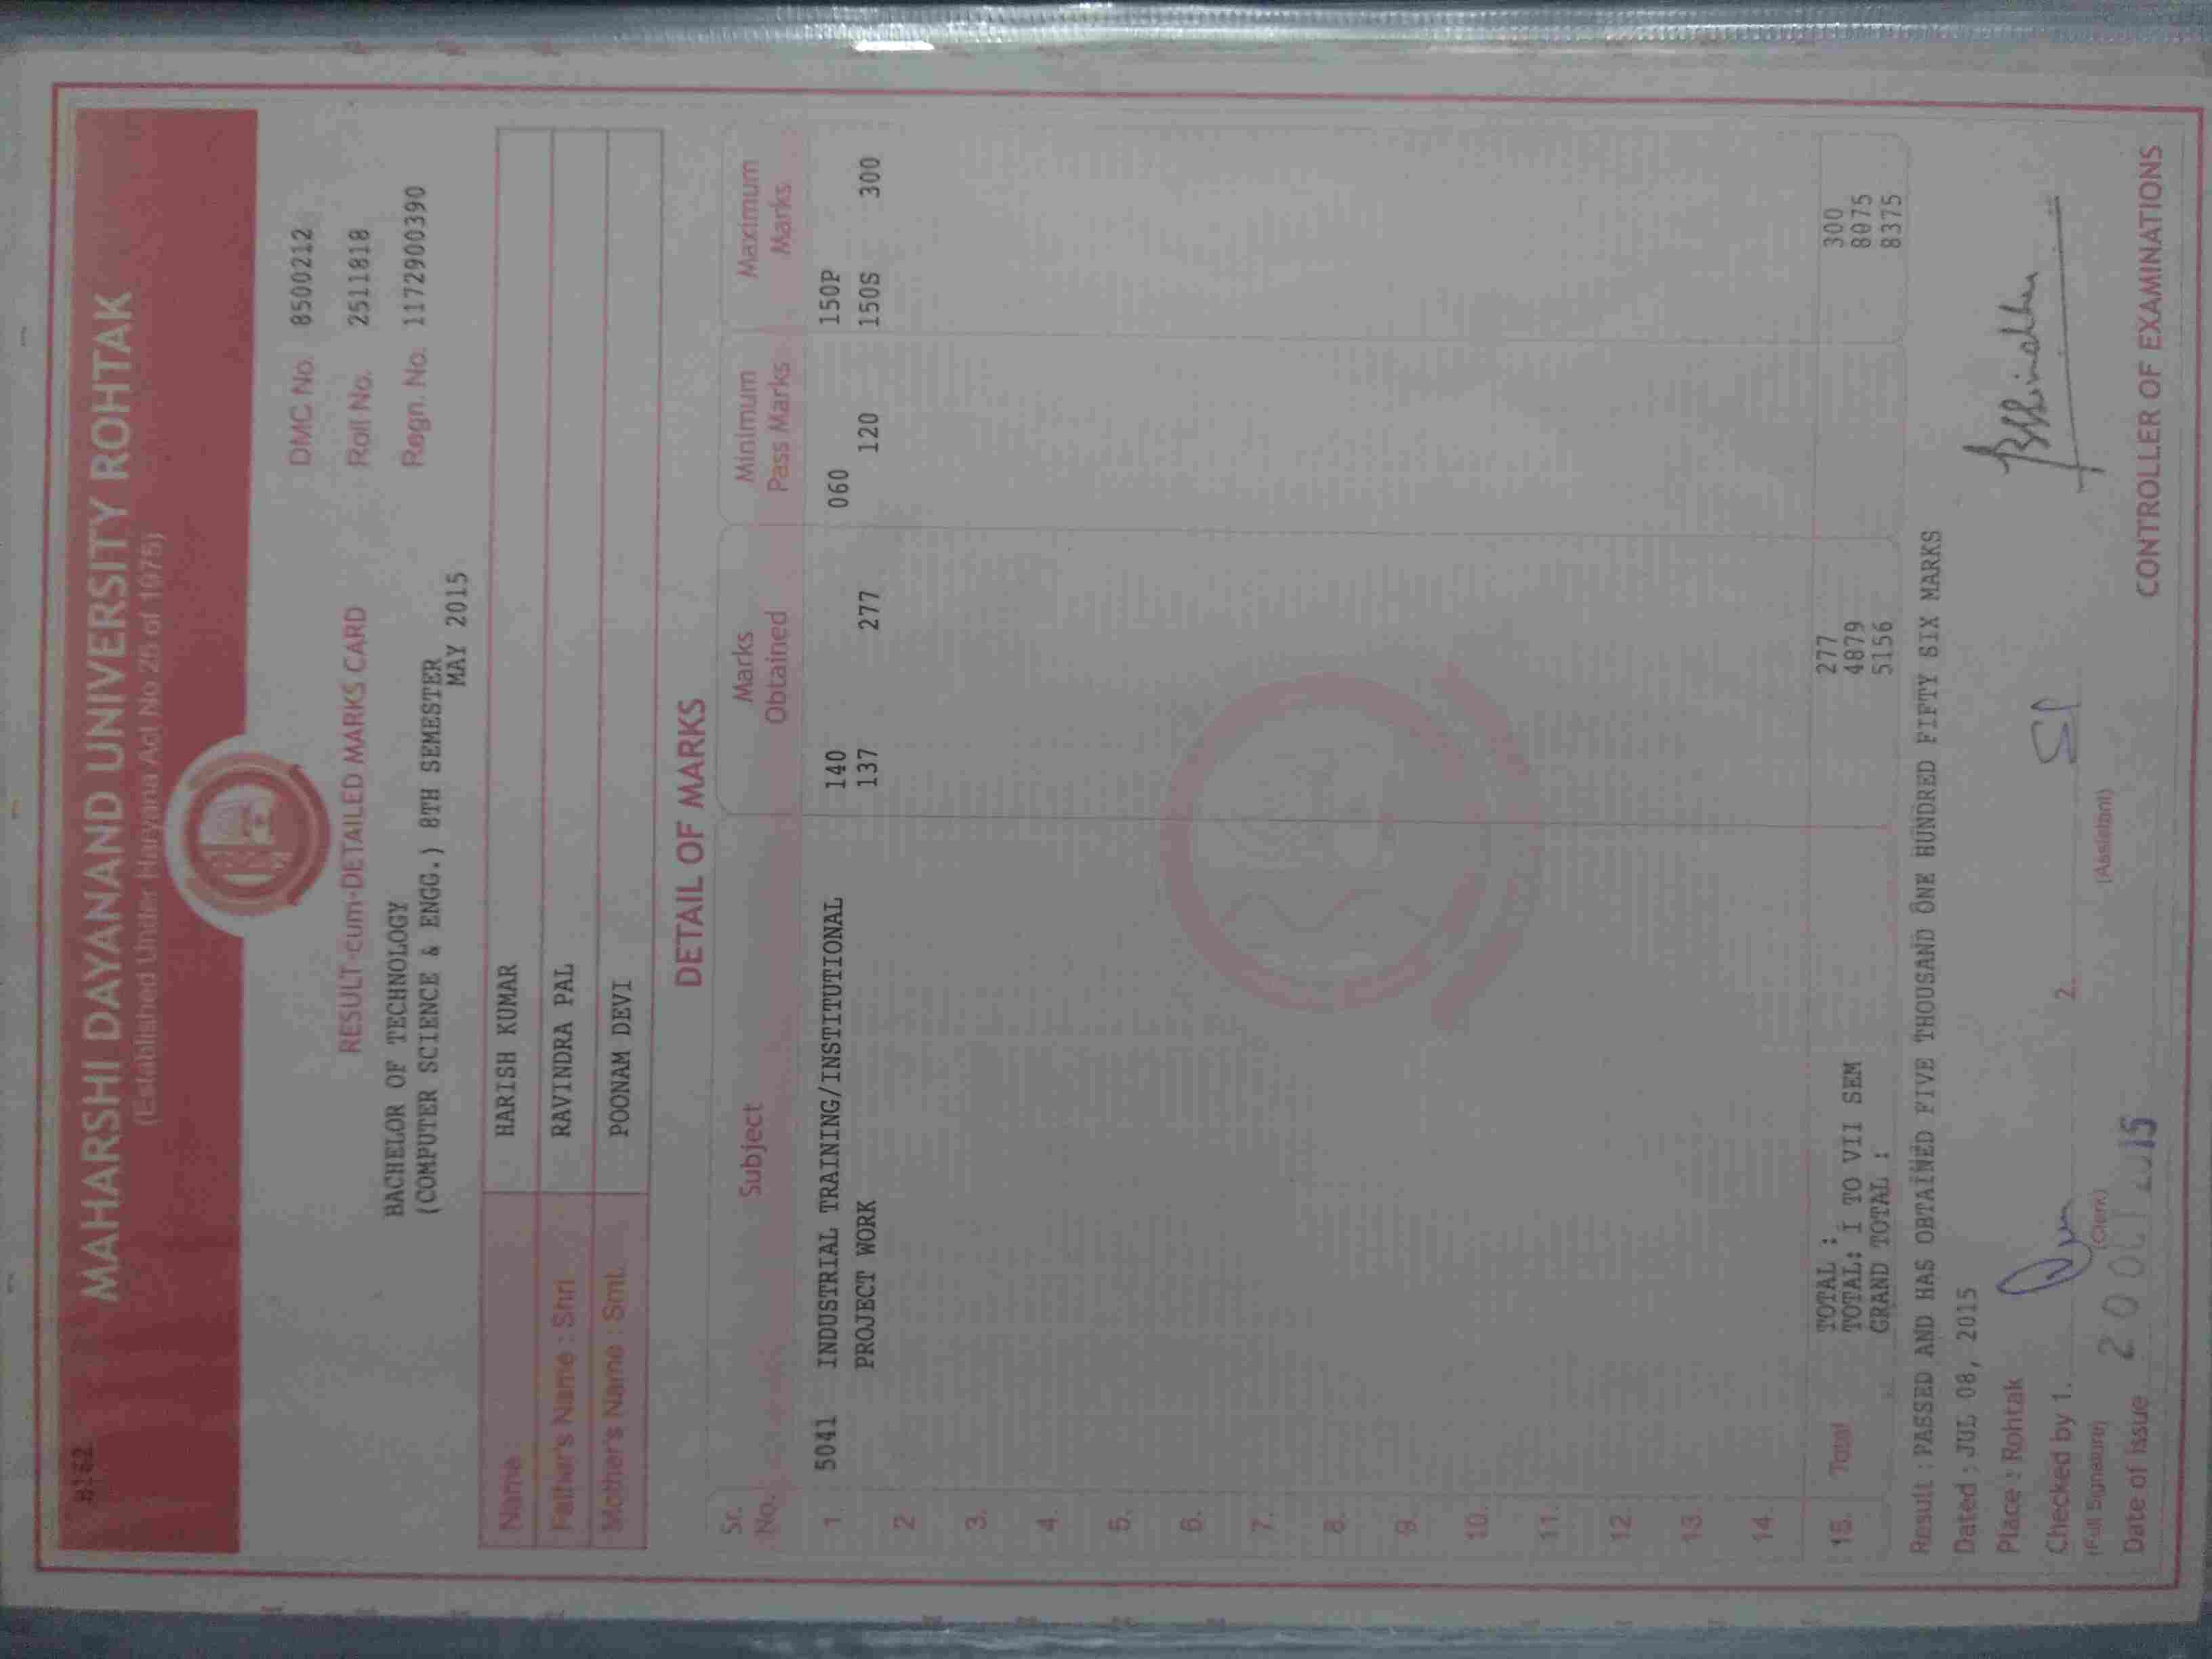 8162
MAHARSHI DAYANAND UNIVERSITY ROHTAK
(Established Under Haryana Act No 25 of 1975)
DMC. No. 8500212
RESULT-cum-DETAILED MARKS CARD Roll No. 2511818
BACHELOR OF TECHNOLOGY Regn. No. 1172900390
(COMPUTER SCIENCE & ENGG.) 8TH SEMESTER
MAY 2015
Name : HARISH KUMAR
Father's Name : Shri RAVINDRA PAL
Mother's Name : Smt. POONAM DEVI
DETAIL OF MARKS
Sr. No. Subject Marks Obtained Minimum Pass Marks Maximum Marks
1. 5041 INDUSTRIAL TRAINING/INSTITUTIONAL 140 060 150P
PROJECT WORK 137 277 120 150S 300
2.
3.
4.
5.
6.
7.
8.
9.
10.
11.
12.
13.
14.
15. Total TOTAL : 277 300
TOTAL: I TO VII SEM 4879 8075
GRAND TOTAL : 5156 8375
Result : PASSED AND HAS OBTAINED FIVE THOUSAND ONE HUNDRED FIFTY SIX MARKS
Dated : JUL 08, 2015
Place : Rohtak
Checked by 1. 2.
(Full Signature) (Clerk) (Assistant)
Date of Issue 20 OCT 2015 CONTROLLER OF EXAMINATIONS